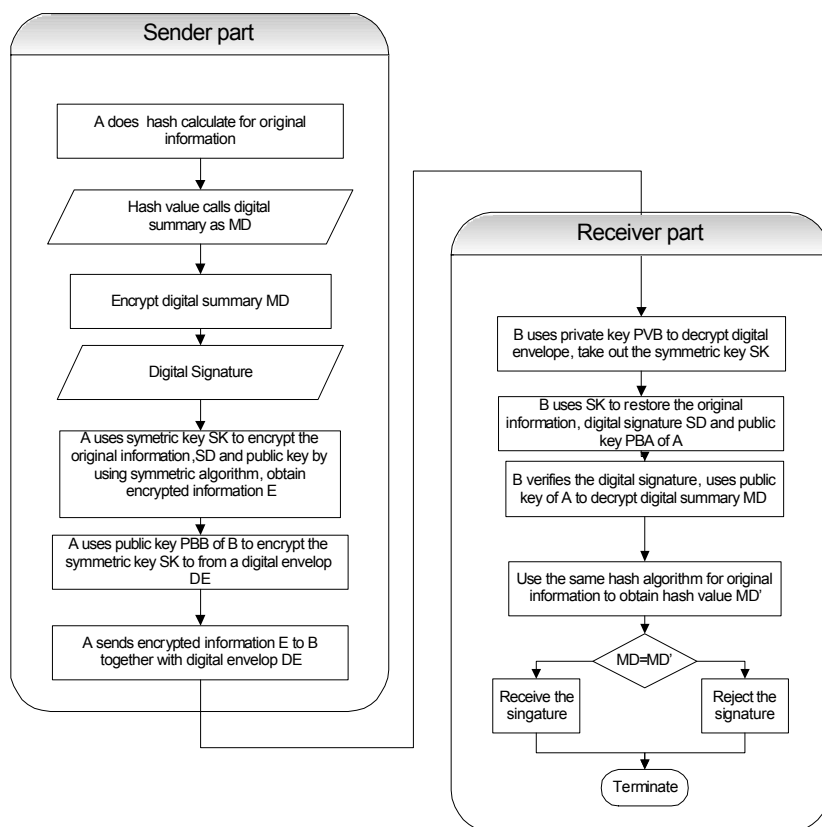 Sender part
A does hash calculate for original
information
Hash value calls digital
summary as MD
Encrypt digital summary MD
Digital Signature
A uses symetric key SK to encrypt the
original information,SD and public key by
using symmetric algorithm, obtain
encrypted information E
A uses public key PBB of B to encrypt the
symmetric key SK to from a digital envelop
DE
A sends encrypted information E to B
together with digital envelop DE
Receiver part
B uses private key PVB to decrypt digital
envelope, take out the symmetric key SK
B uses SK to restore the original
information, digital signature SD and public
key PBA of A
B verifies the digital signature, uses public
key of A to decrypt digital summary MD
Use the same hash algorithm for original
information to obtain hash value MD'
MD=MD'
Receive the
singature
Reject the
signature
Terminate